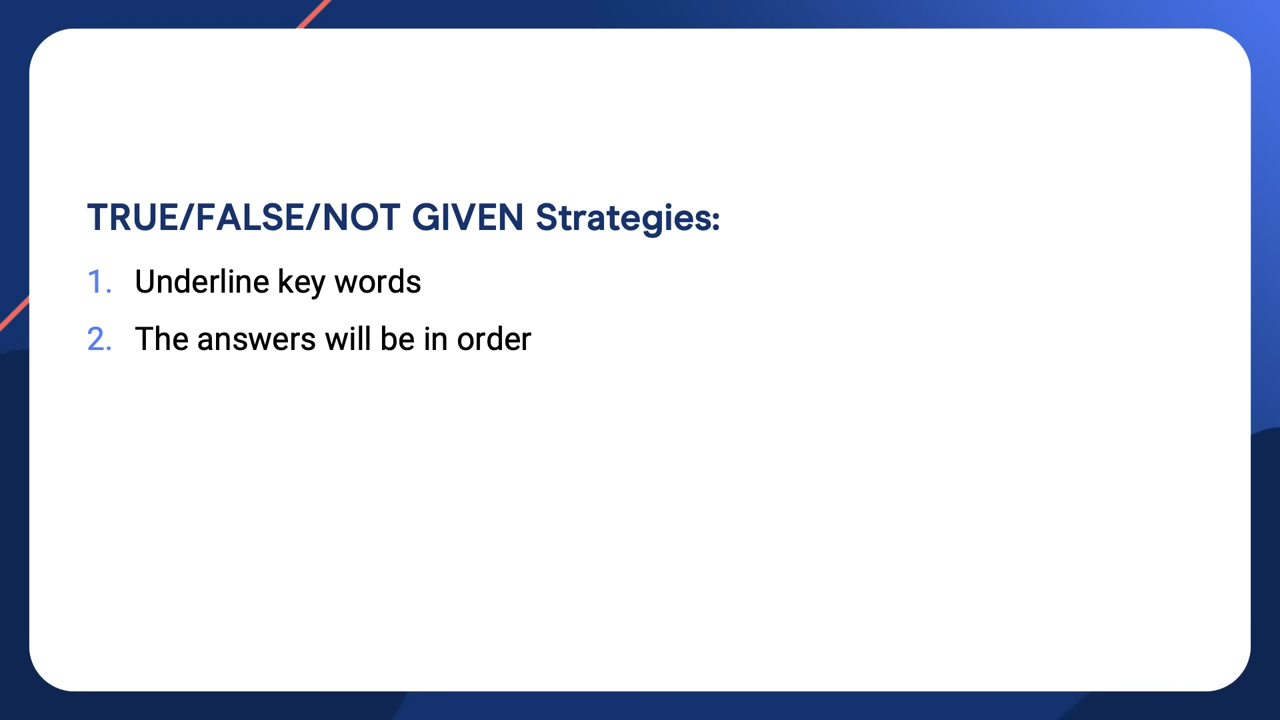 TRUE/FALSE/NOT GIVEN Strategies:
1. Underline key words
2. The answers will be in order